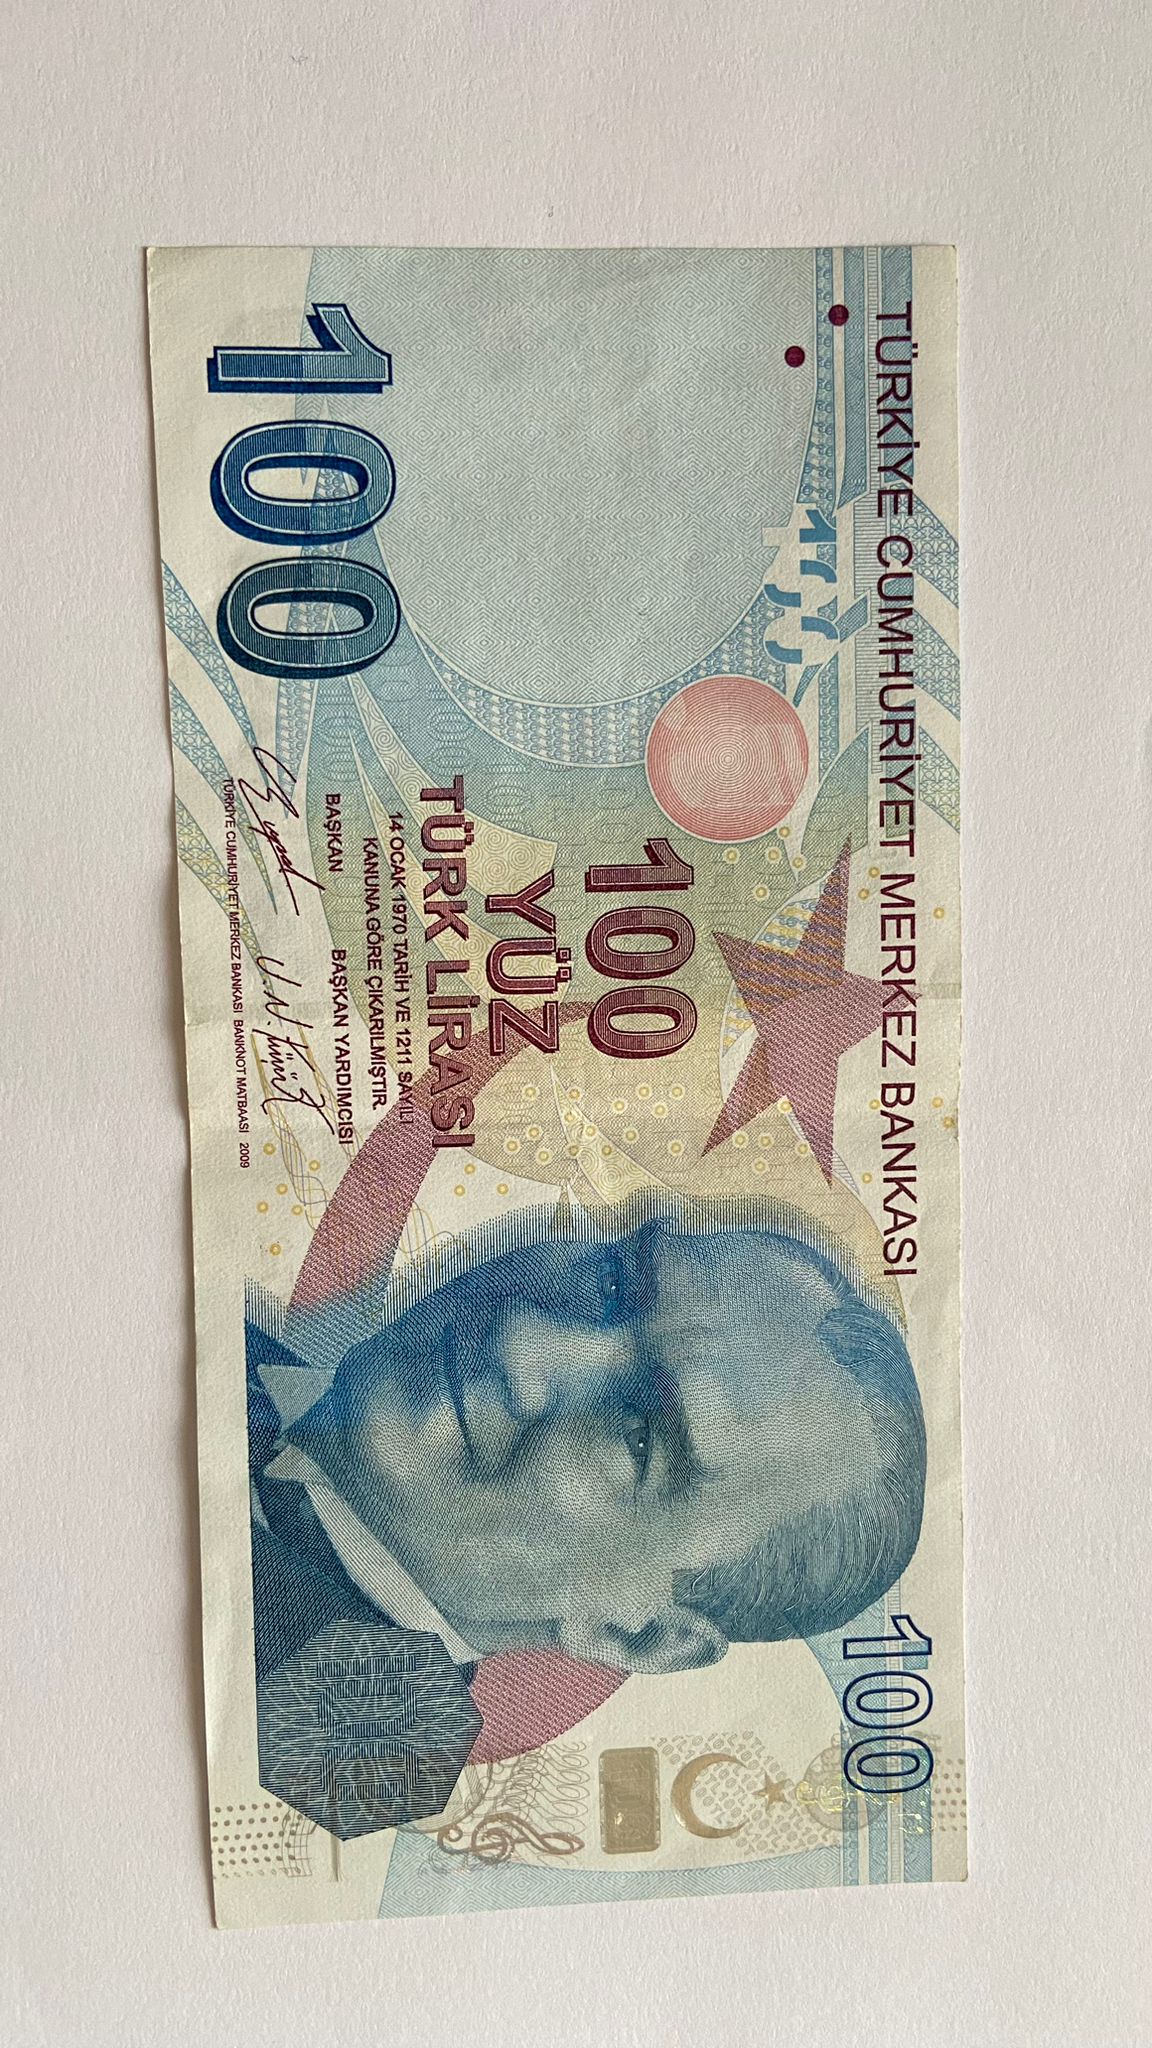 TÜRKİYE CUMHURİYET MERKEZ BANKASI
100
100
YÜZ
TÜRK LİRASI
14 OCAK 1970 TARİH VE 1211 SAYILI
KANUNA GÖRE ÇIKARILMIŞTIR.
BAŞKAN BAŞKAN YARDIMCISI
100
TÜRKİYE CUMHURİYET MERKEZ BANKASI BANKNOT MATBAASI 2009